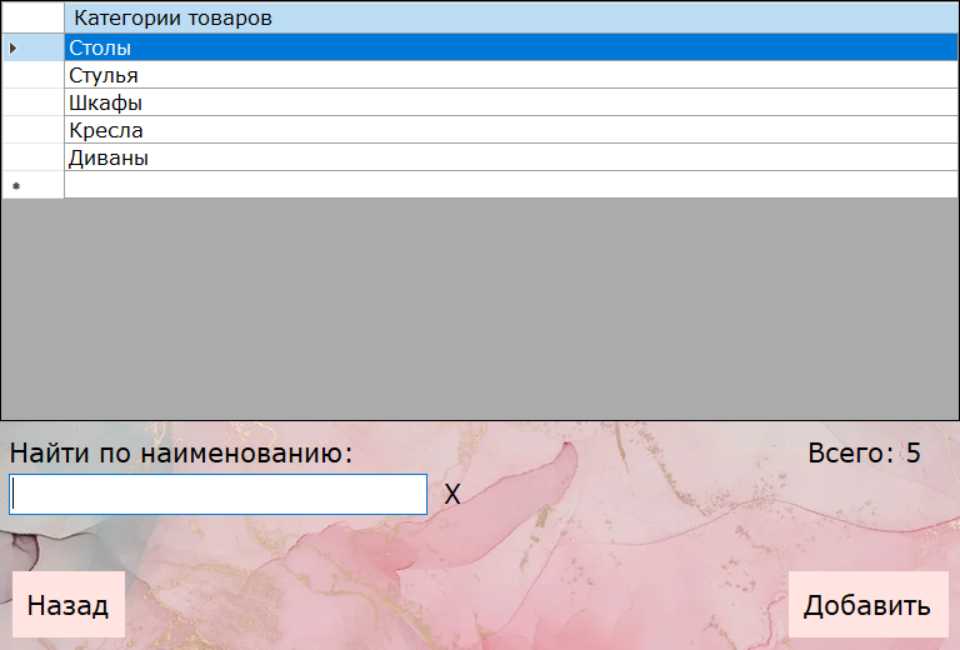 Категории товаров
Столы
Стулья
Шкафы
Кресла
Диваны
Найти по наименованию:
Всего: 5
X
Назад
Добавить